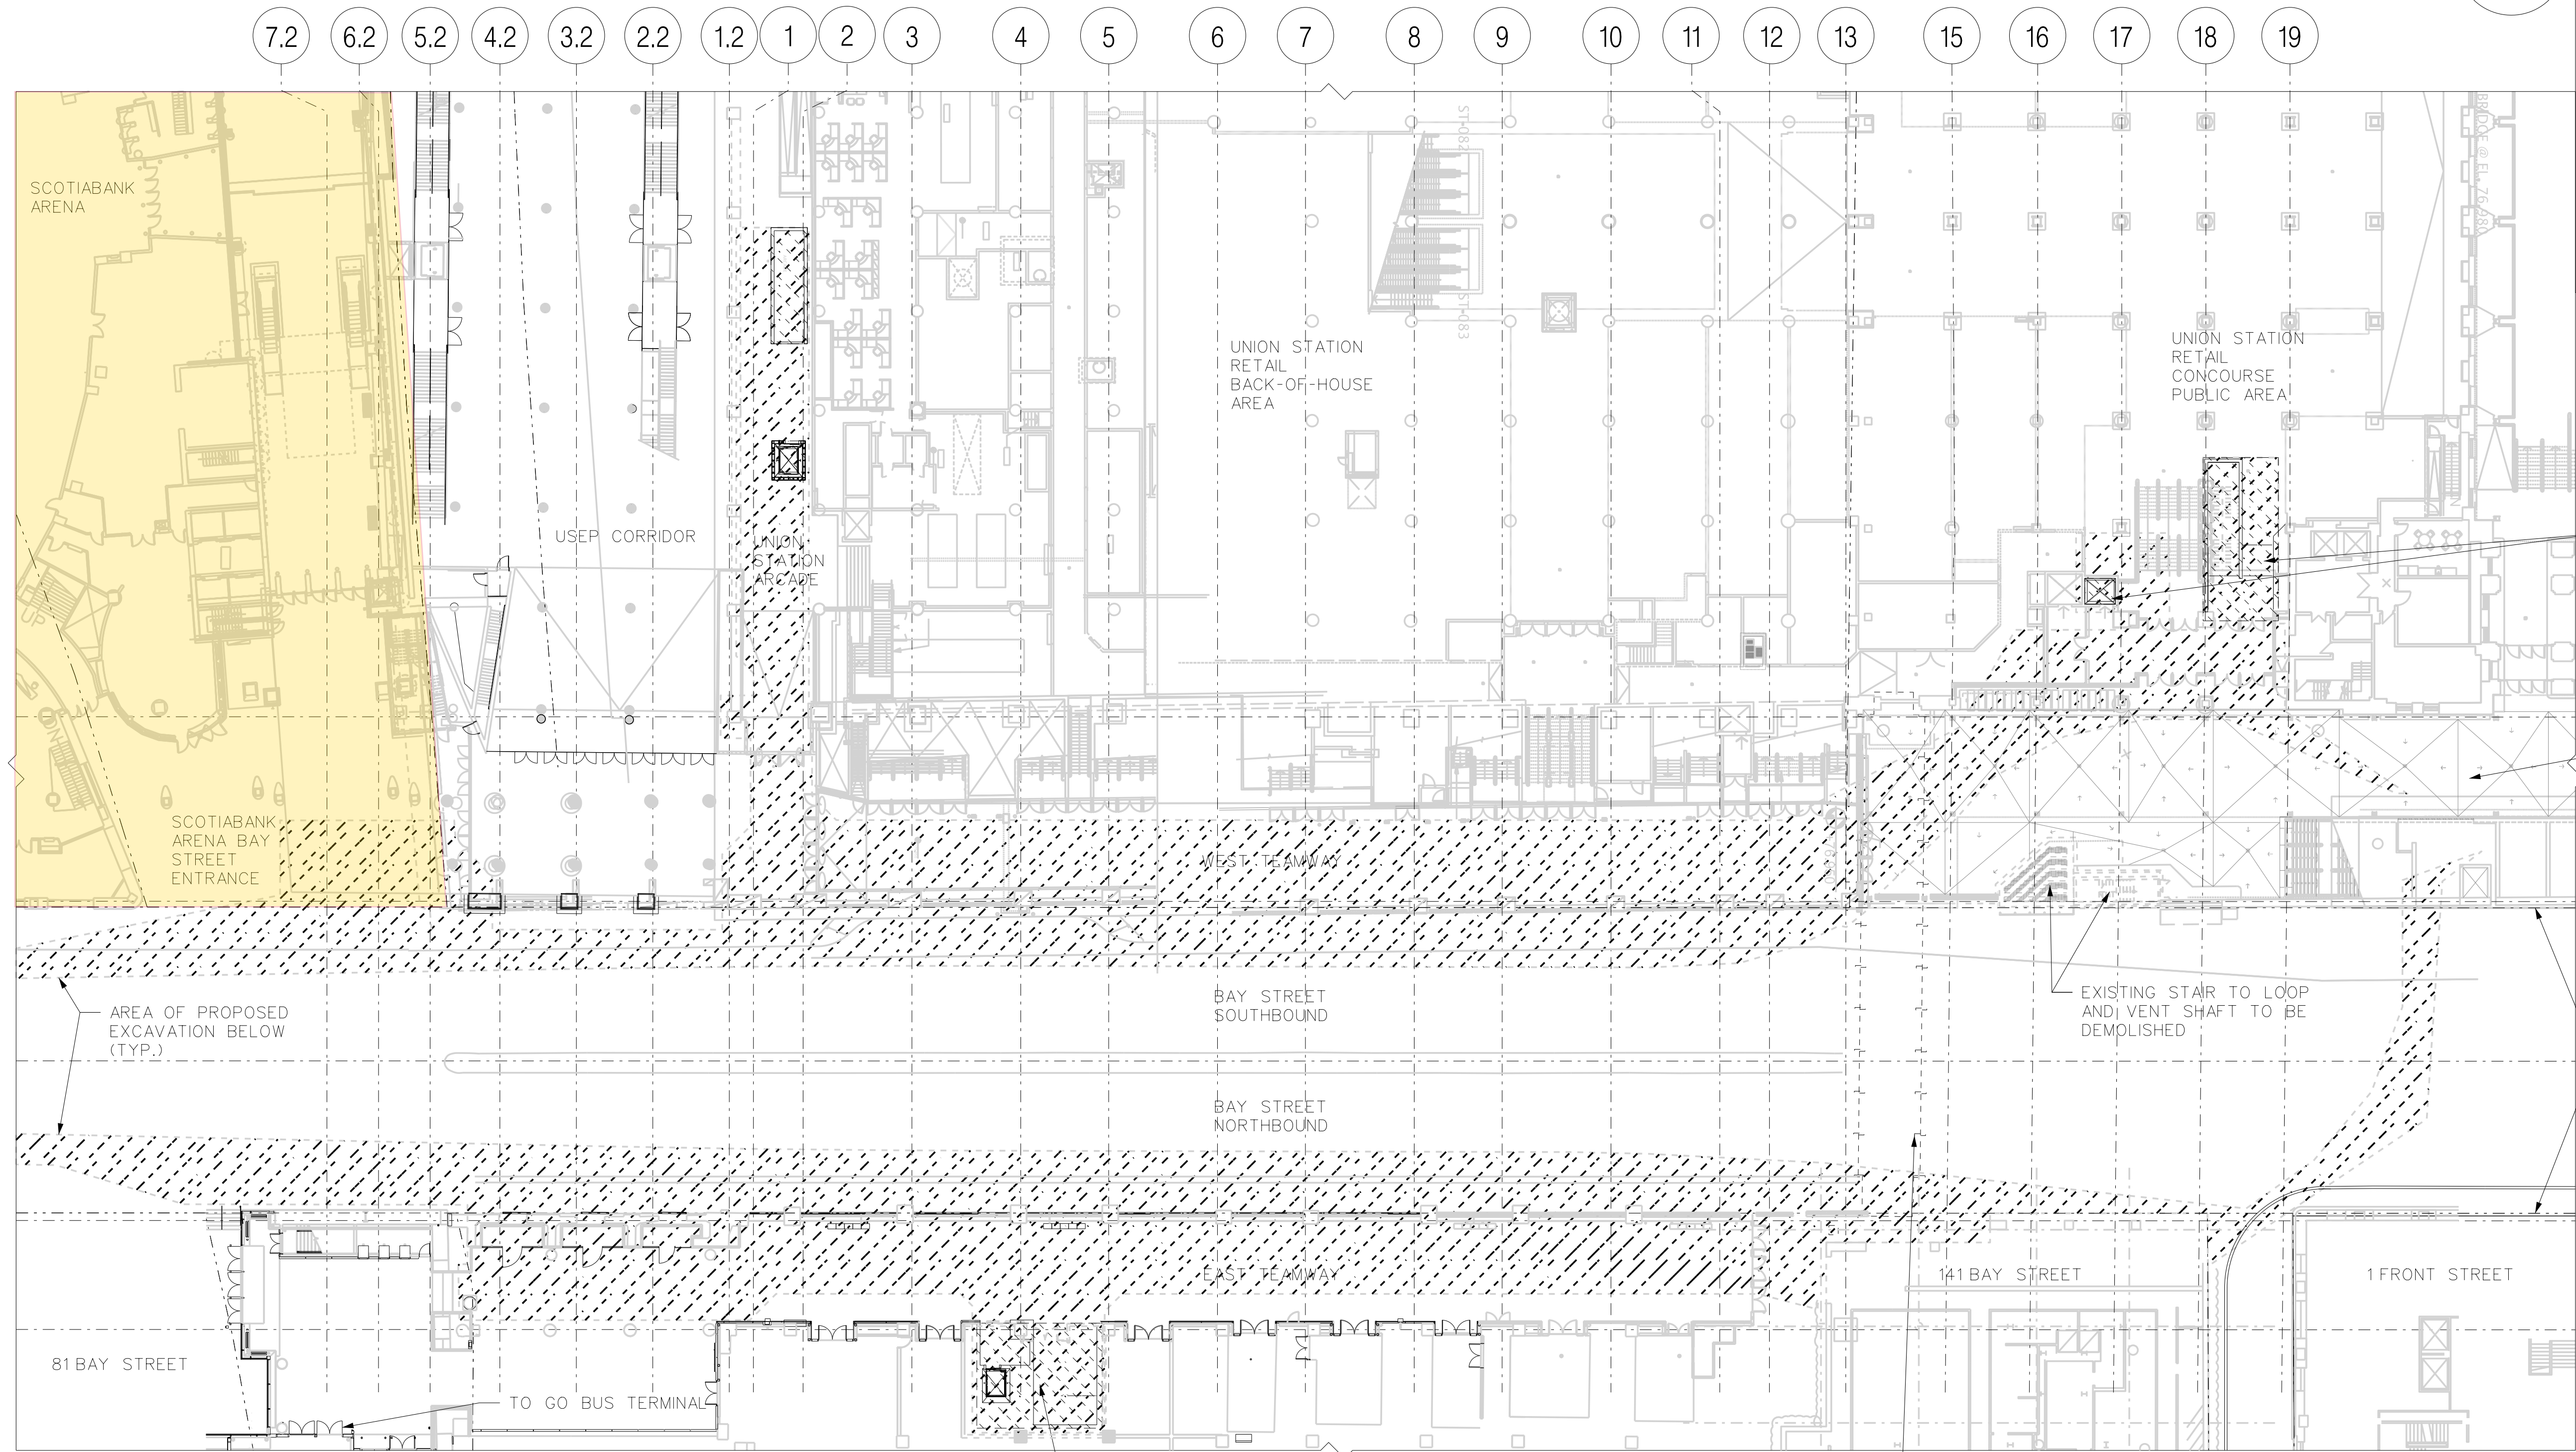 7.2 6.2 5.2 4.2 3.2 2.2 1.2 1 2 3 4 5 6 7 8 9 10 11 12 13 15 16 17 18 19
SCOTIABANK
ARENA
ST-082
ST-083
UNION STATION
RETAIL
BACK-OF-HOUSE
AREA
UNION STATION
RETAIL
CONCOURSE
PUBLIC AREA
USEP CORRIDOR
UNION
STATION
ARCADE
UP
SCOTIABANK
ARENA BAY
STREET
ENTRANCE
WEST TEAMWAY
AREA OF PROPOSED
EXCAVATION BELOW
(TYP.)
BAY STREET
SOUTHBOUND
EXISTING STAIR TO LOOP
AND VENT SHAFT TO BE
DEMOLISHED
BAY STREET
NORTHBOUND
EAST TEAMWAY
141 BAY STREET
1 FRONT STREET
81 BAY STREET
TO GO BUS TERMINAL